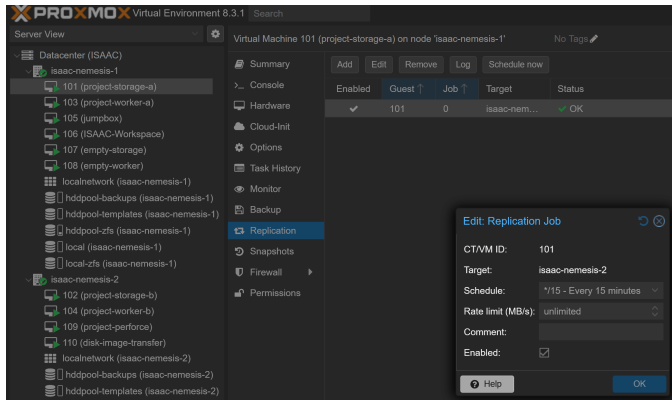 PROXMOX Virtual Environment 8.3.1 Search
Server View
Virtual Machine 101 (project-storage-a) on node 'isaac-nemesis-1' No Tags
Datacenter (ISAAC)
isaac-nemesis-1
101 (project-storage-a)
103 (project-worker-a)
105 (jumpbox)
106 (ISAAC-Workspace)
107 (empty-storage)
108 (empty-worker)
localnetwork (isaac-nemesis-1)
hddpool-backups (isaac-nemesis-1)
hddpool-templates (isaac-nemesis-1)
hddpool-zfs (isaac-nemesis-1)
local (isaac-nemesis-1)
local-zfs (isaac-nemesis-1)
isaac-nemesis-2
102 (project-storage-b)
104 (project-worker-b)
109 (project-perforce)
110 (disk-image-transfer)
localnetwork (isaac-nemesis-2)
hddpool-backups (isaac-nemesis-2)
hddpool-templates (isaac-nemesis-2)
Summary
Console
Hardware
Cloud-Init
Options
Task History
Monitor
Backup
Replication
Snapshots
Firewall
Permissions
Add Edit Remove Log Schedule now
Enabled Guest ↑ Job ↑ Target Status
101 0 isaac-nem... OK
Edit: Replication Job
CT/VM ID: 101
Target: isaac-nemesis-2
Schedule: */15 - Every 15 minutes
Rate limit (MB/s): unlimited
Comment:
Enabled:
Help OK